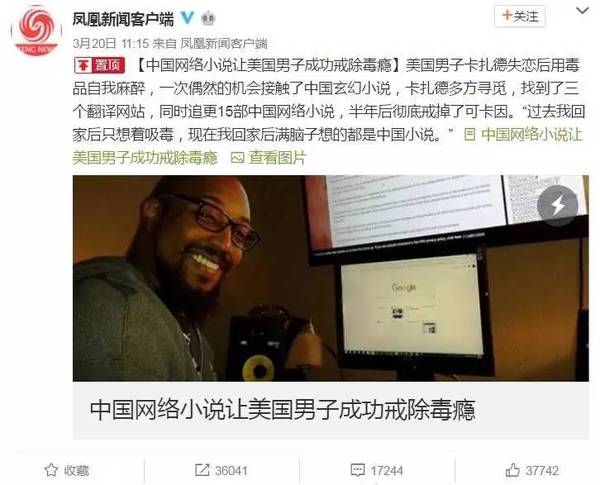 凤凰新闻客户端
+关注
3月20日 11:15 来自 凤凰新闻客户端
置顶【中国网络小说让美国男子成功戒除毒瘾】美国男子卡扎德失恋后用毒
品自我麻醉，一次偶然的机会接触了中国玄幻小说，卡扎德多方寻觅，找到了三
个翻译网站，同时追更15部中国网络小说，半年后彻底戒掉了可卡因。“过去我回
家后只想着吸毒，现在我回家后满脑子想的都是中国小说。” 中国网络小说让
美国男子成功戒除毒瘾 查看图片
Google
中国网络小说让美国男子成功戒除毒瘾
收藏
36041
17244
37742